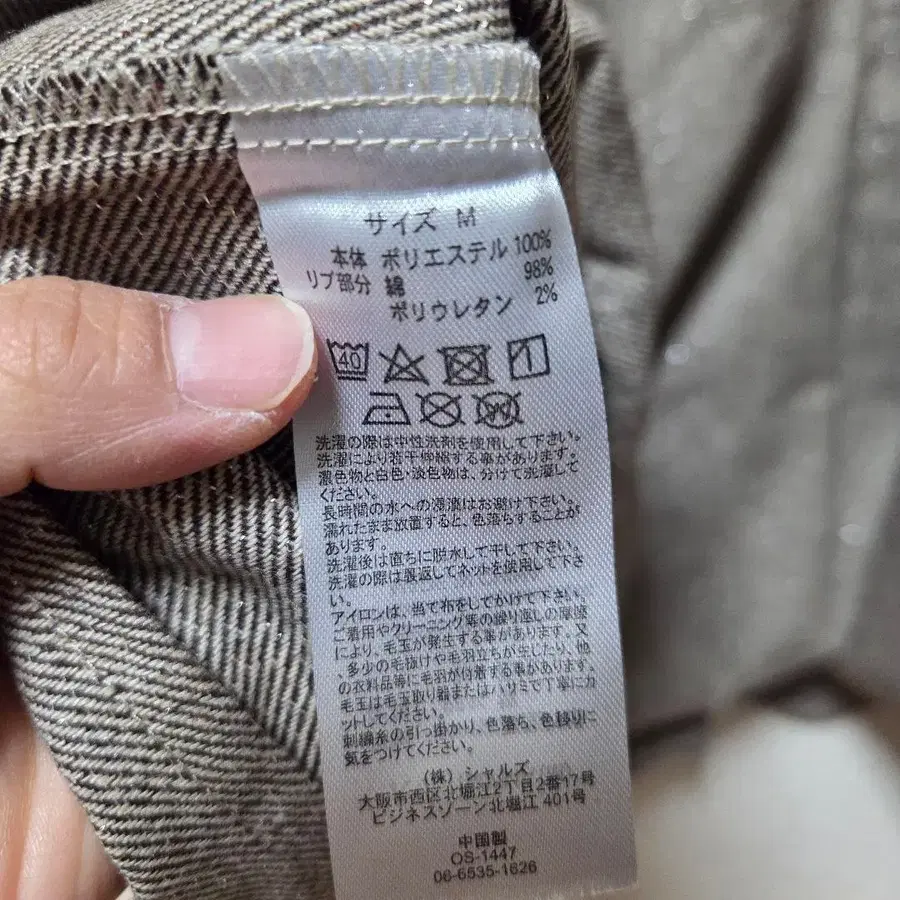 サイズ M
本体 ポリエステル 100%
リブ部分 綿 98%
ポリウレタン 2%
40
洗濯の際は中性洗剤を使用して下さい。
洗濯により若干伸縮する事があります。
濃色物と白色・淡色物は、分けて洗濯して
ください。
長時間の水への浸漬はお避け下さい。
濡れたまま放置すると、色落ちすることが
あります。
洗濯後は直ちに脱水して干して下さい。
洗濯の際は裏返してネットを使用して下さ
い。
アイロンは、当て布をしてかけて下さい。
ご着用やクリーニング等の繰り返しの摩擦
により、毛玉が発生する事があります。又
、多少の毛抜けや毛羽立ちが生じたり、他
の衣料品等に毛羽が付着する事があります。
毛玉は毛玉取り器またはハサミで丁寧にカ
ットしてください。
刺繍糸の引っ掛かり、色落ち、色移りに
気をつけてください。
(株) シャルズ
大阪市西区北堀江2丁目2番17号
ビジネスゾーン北堀江 401号
中国製
OS-1447
06-6535-1626